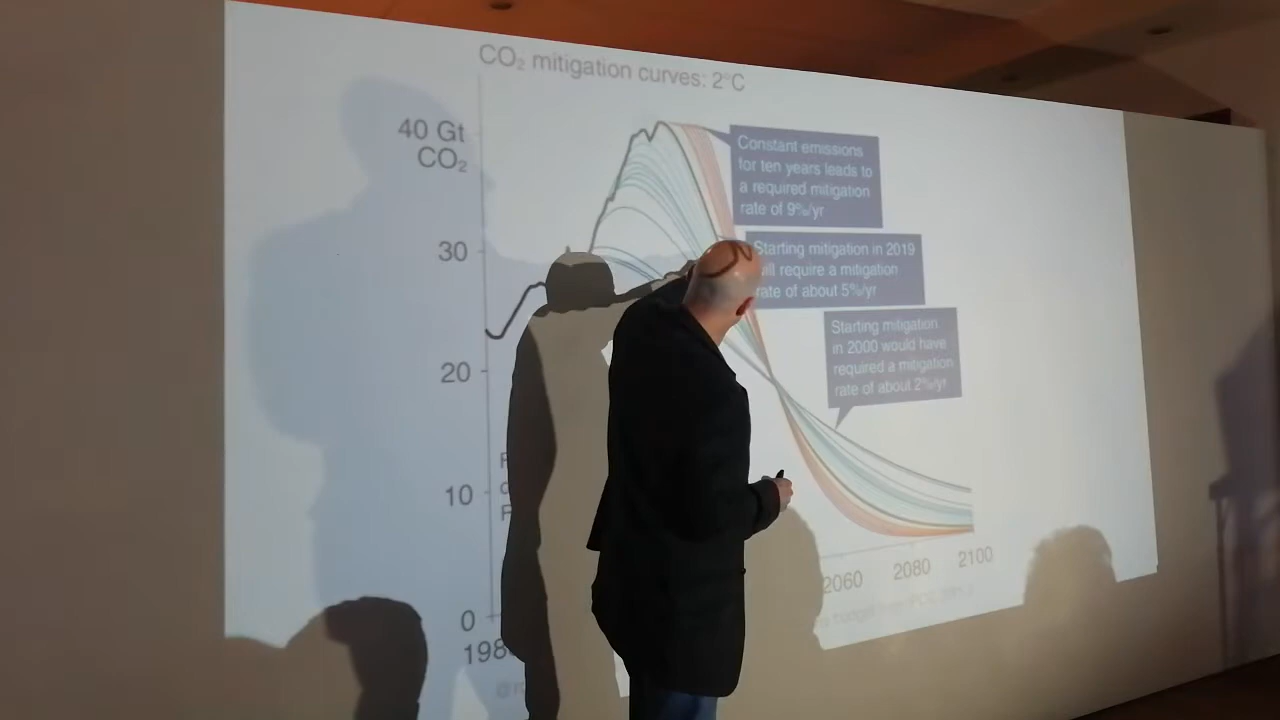 CO₂ mitigation curves: 2°C
40 Gt
CO₂
30
20
10
0
198
2060
2080
2100
Constant emissions
for ten years leads to
a required mitigation
rate of 9%/yr
Starting mitigation in 2019
will require a mitigation
rate of about 5%/yr
Starting mitigation
in 2000 would have
required a mitigation
rate of about 2%/yr